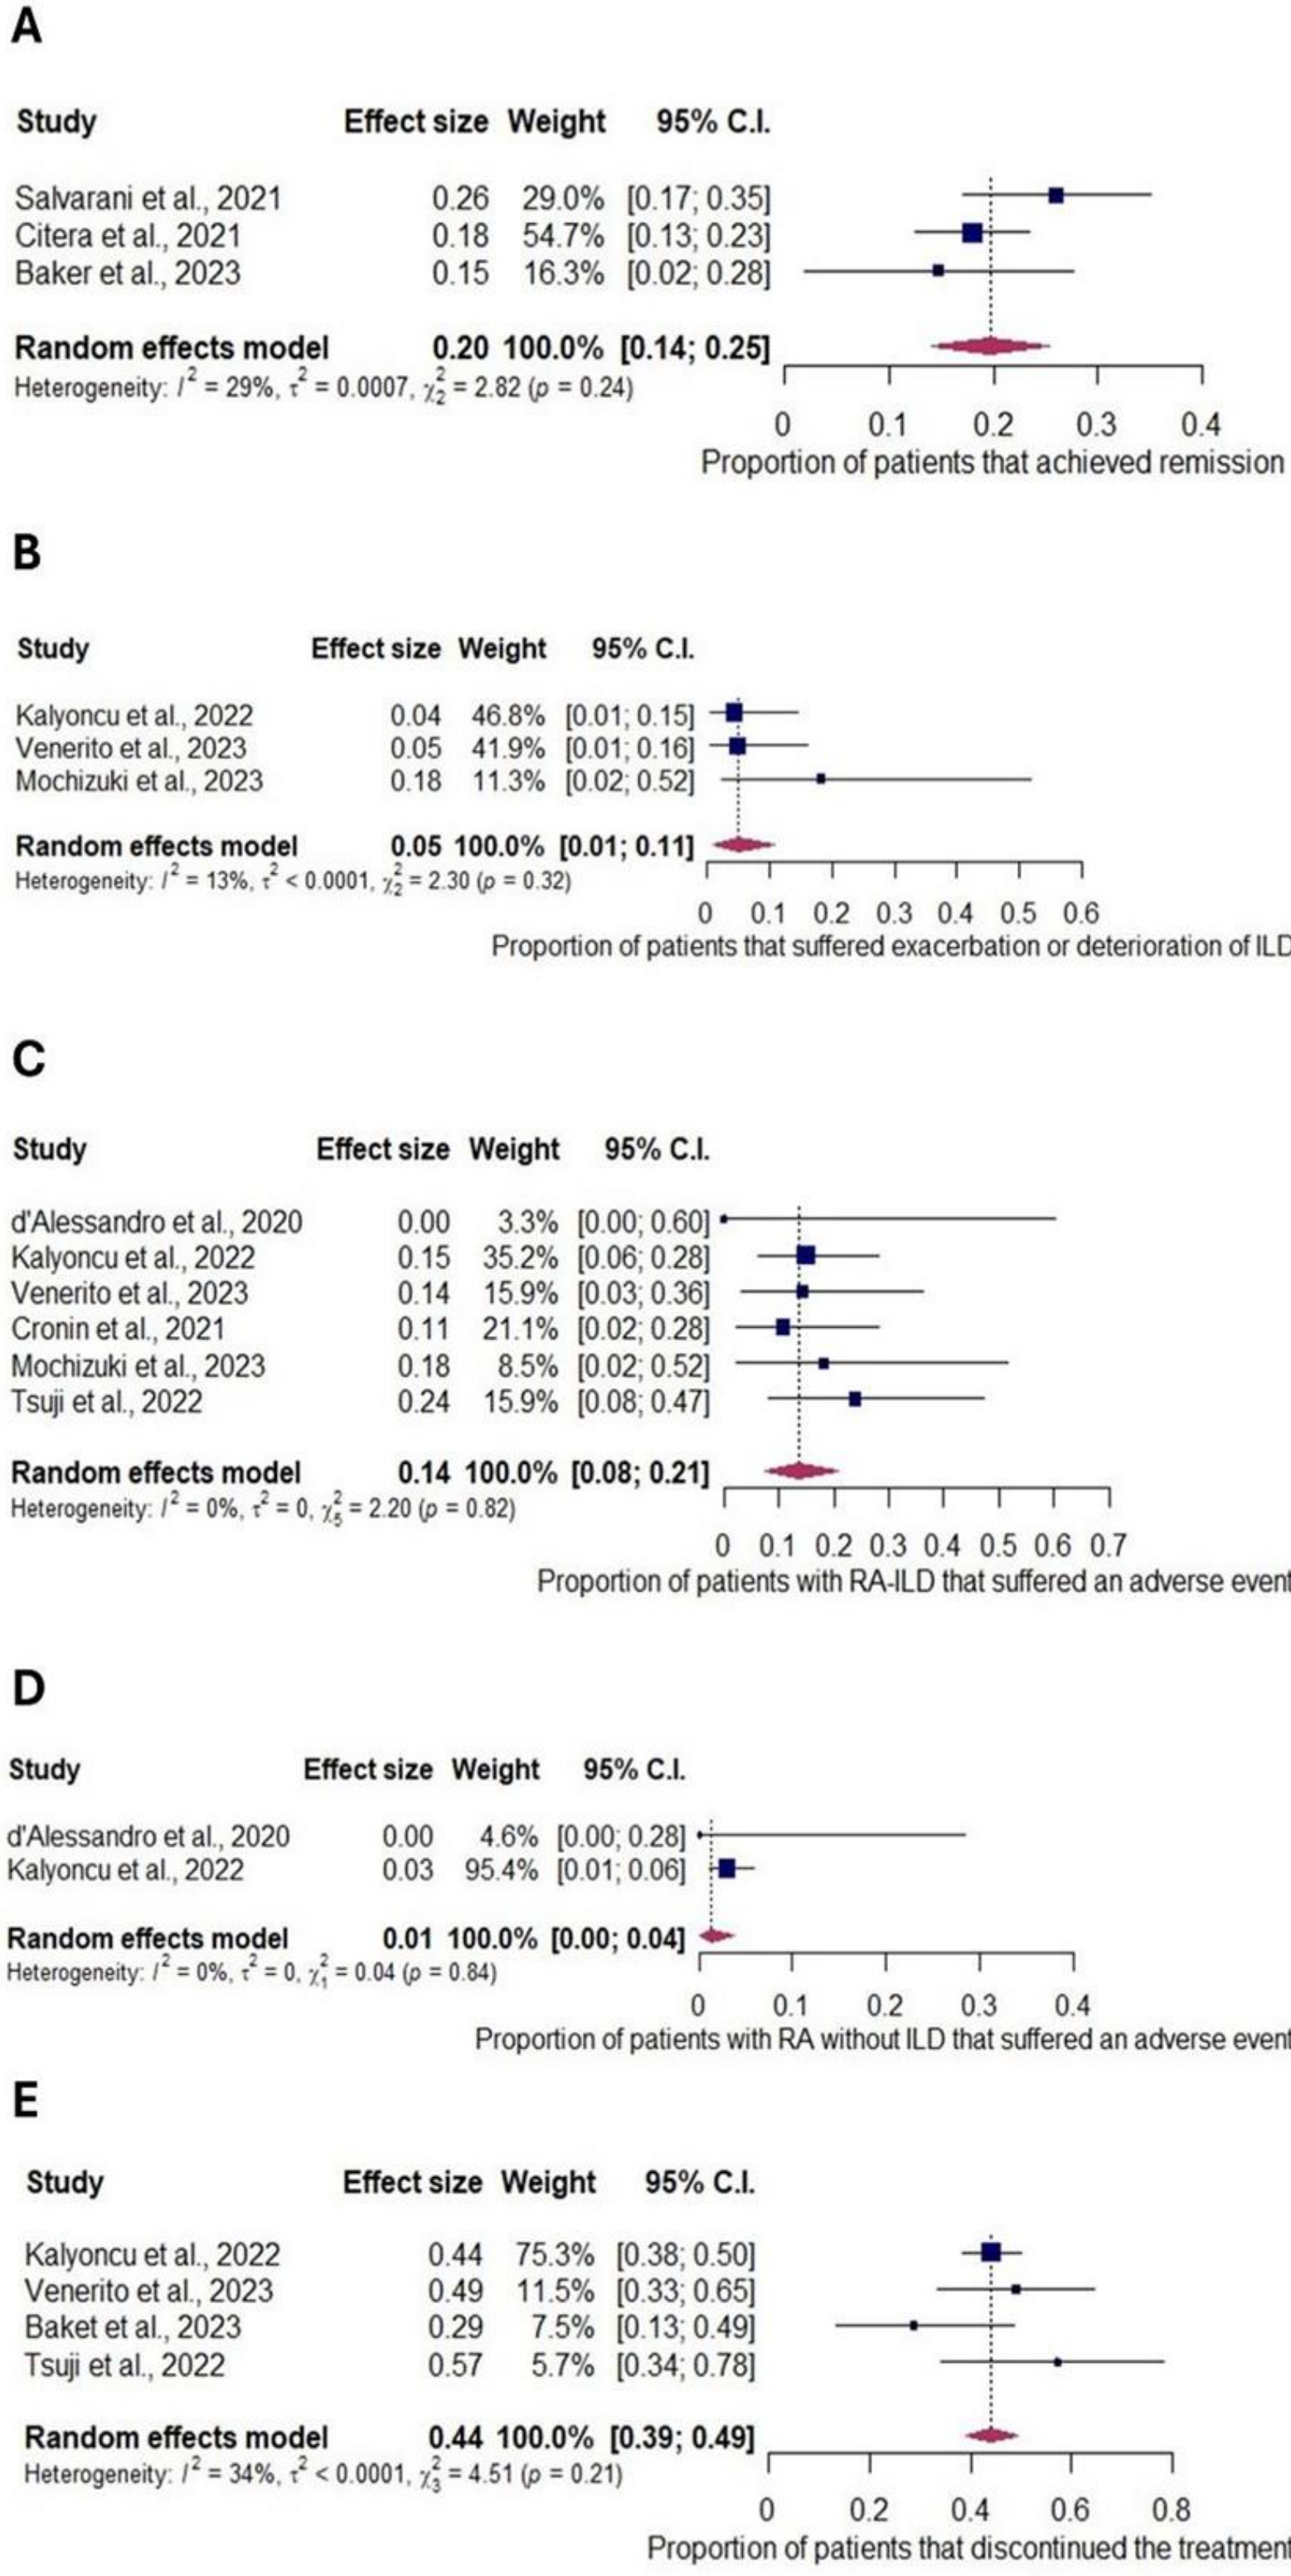 A
Study Effect size Weight 95% C.I.
Salvarani et al., 2021 0.26 29.0% [0.17; 0.35]
Citera et al., 2021 0.18 54.7% [0.13; 0.23]
Baker et al., 2023 0.15 16.3% [0.02; 0.28]
Random effects model 0.20 100.0% [0.14; 0.25]
Heterogeneity: I² = 29%, τ² = 0.0007, χ²₂ = 2.82 (p = 0.24)
0 0.1 0.2 0.3 0.4
Proportion of patients that achieved remission
B
Study Effect size Weight 95% C.I.
Kalyoncu et al., 2022 0.04 46.8% [0.01; 0.15]
Venerito et al., 2023 0.05 41.9% [0.01; 0.16]
Mochizuki et al., 2023 0.18 11.3% [0.02; 0.52]
Random effects model 0.05 100.0% [0.01; 0.11]
Heterogeneity: I² = 13%, τ² < 0.0001, χ²₂ = 2.30 (p = 0.32)
0 0.1 0.2 0.3 0.4 0.5 0.6
Proportion of patients that suffered exacerbation or deterioration of ILD
C
Study Effect size Weight 95% C.I.
d'Alessandro et al., 2020 0.00 3.3% [0.00; 0.60]
Kalyoncu et al., 2022 0.15 35.2% [0.06; 0.28]
Venerito et al., 2023 0.14 15.9% [0.03; 0.36]
Cronin et al., 2021 0.11 21.1% [0.02; 0.28]
Mochizuki et al., 2023 0.18 8.5% [0.02; 0.52]
Tsuji et al., 2022 0.24 15.9% [0.08; 0.47]
Random effects model 0.14 100.0% [0.08; 0.21]
Heterogeneity: I² = 0%, τ² = 0, χ²₅ = 2.20 (p = 0.82)
0 0.1 0.2 0.3 0.4 0.5 0.6 0.7
Proportion of patients with RA-ILD that suffered an adverse event
D
Study Effect size Weight 95% C.I.
d'Alessandro et al., 2020 0.00 4.6% [0.00; 0.28]
Kalyoncu et al., 2022 0.03 95.4% [0.01; 0.06]
Random effects model 0.01 100.0% [0.00; 0.04]
Heterogeneity: I² = 0%, τ² = 0, χ²₁ = 0.04 (p = 0.84)
0 0.1 0.2 0.3 0.4
Proportion of patients with RA without ILD that suffered an adverse event
E
Study Effect size Weight 95% C.I.
Kalyoncu et al., 2022 0.44 75.3% [0.38; 0.50]
Venerito et al., 2023 0.49 11.5% [0.33; 0.65]
Baket et al., 2023 0.29 7.5% [0.13; 0.49]
Tsuji et al., 2022 0.57 5.7% [0.34; 0.78]
Random effects model 0.44 100.0% [0.39; 0.49]
Heterogeneity: I² = 34%, τ² < 0.0001, χ²₃ = 4.51 (p = 0.21)
0 0.2 0.4 0.6 0.8
Proportion of patients that discontinued the treatment